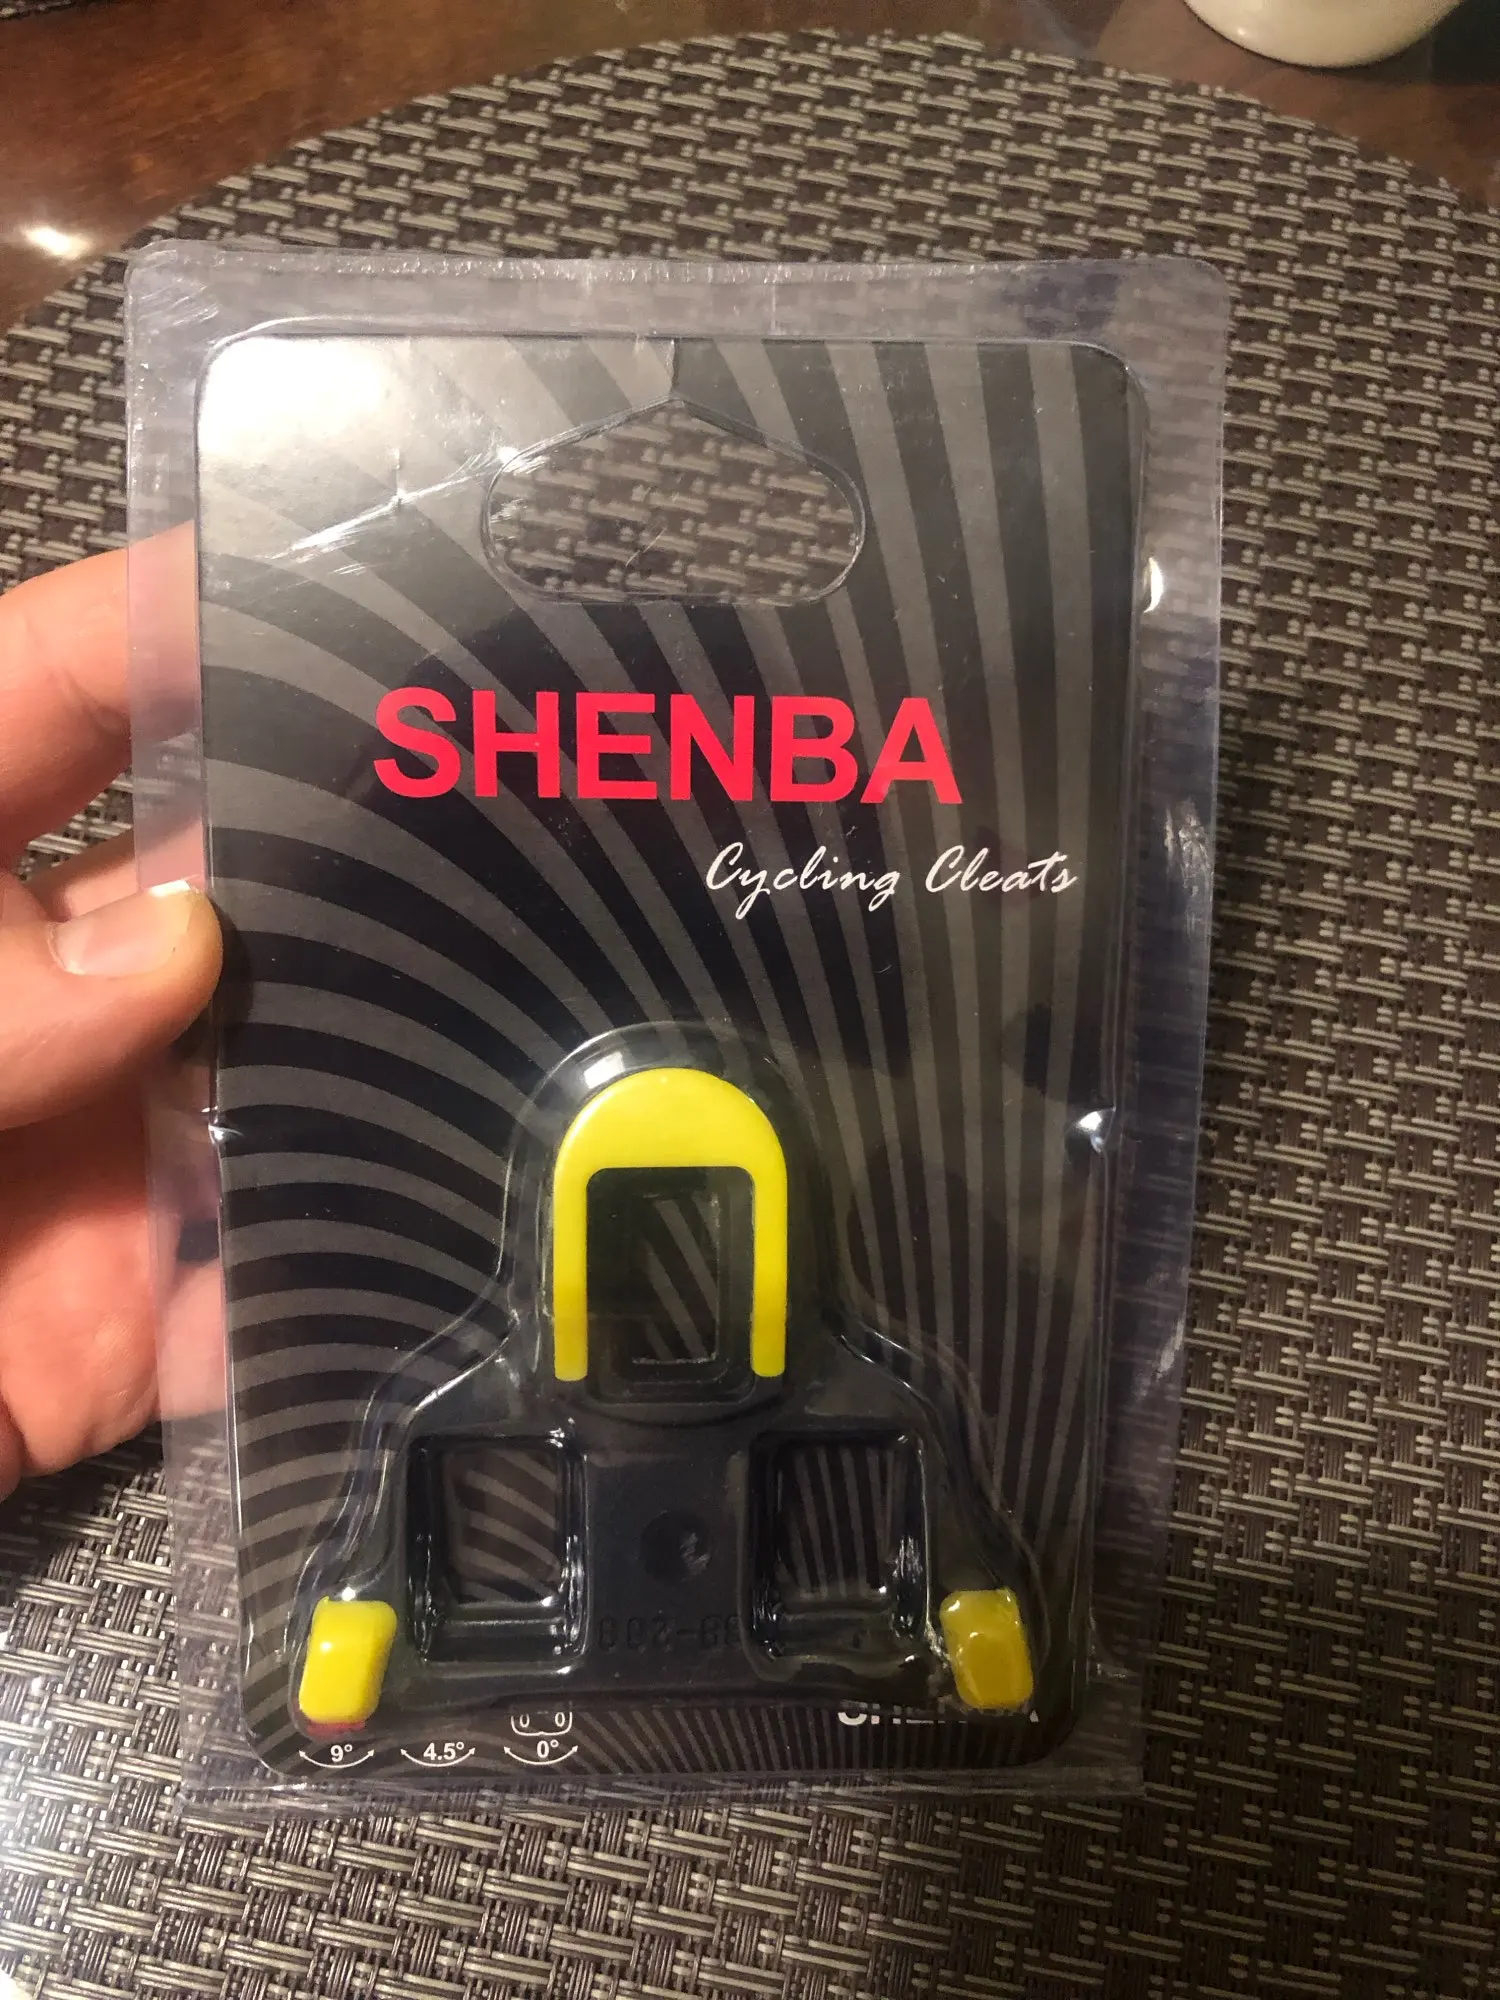 SHENBA
Cycling Cleats
9° 4.5° 0°